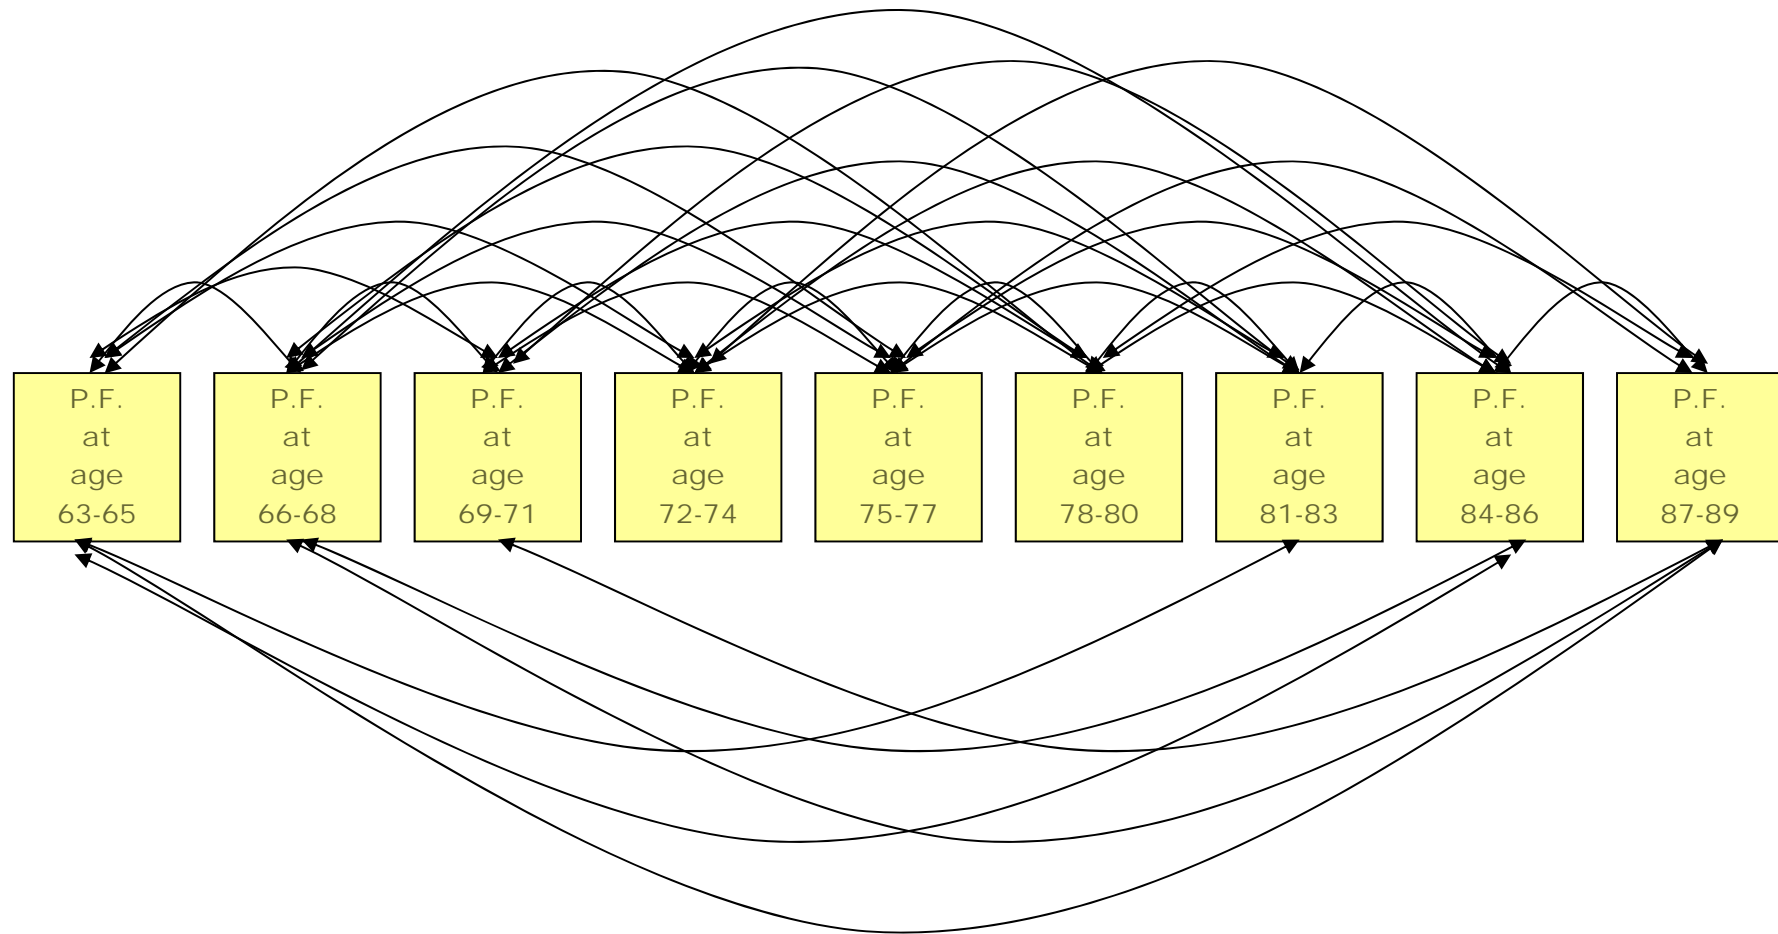 P.F.
at
age
63-65
P.F.
at
age
66-68
P.F.
at
age
69-71
P.F.
at
age
72-74
P.F.
at
age
75-77
P.F.
at
age
78-80
P.F.
at
age
81-83
P.F.
at
age
84-86
P.F.
at
age
87-89